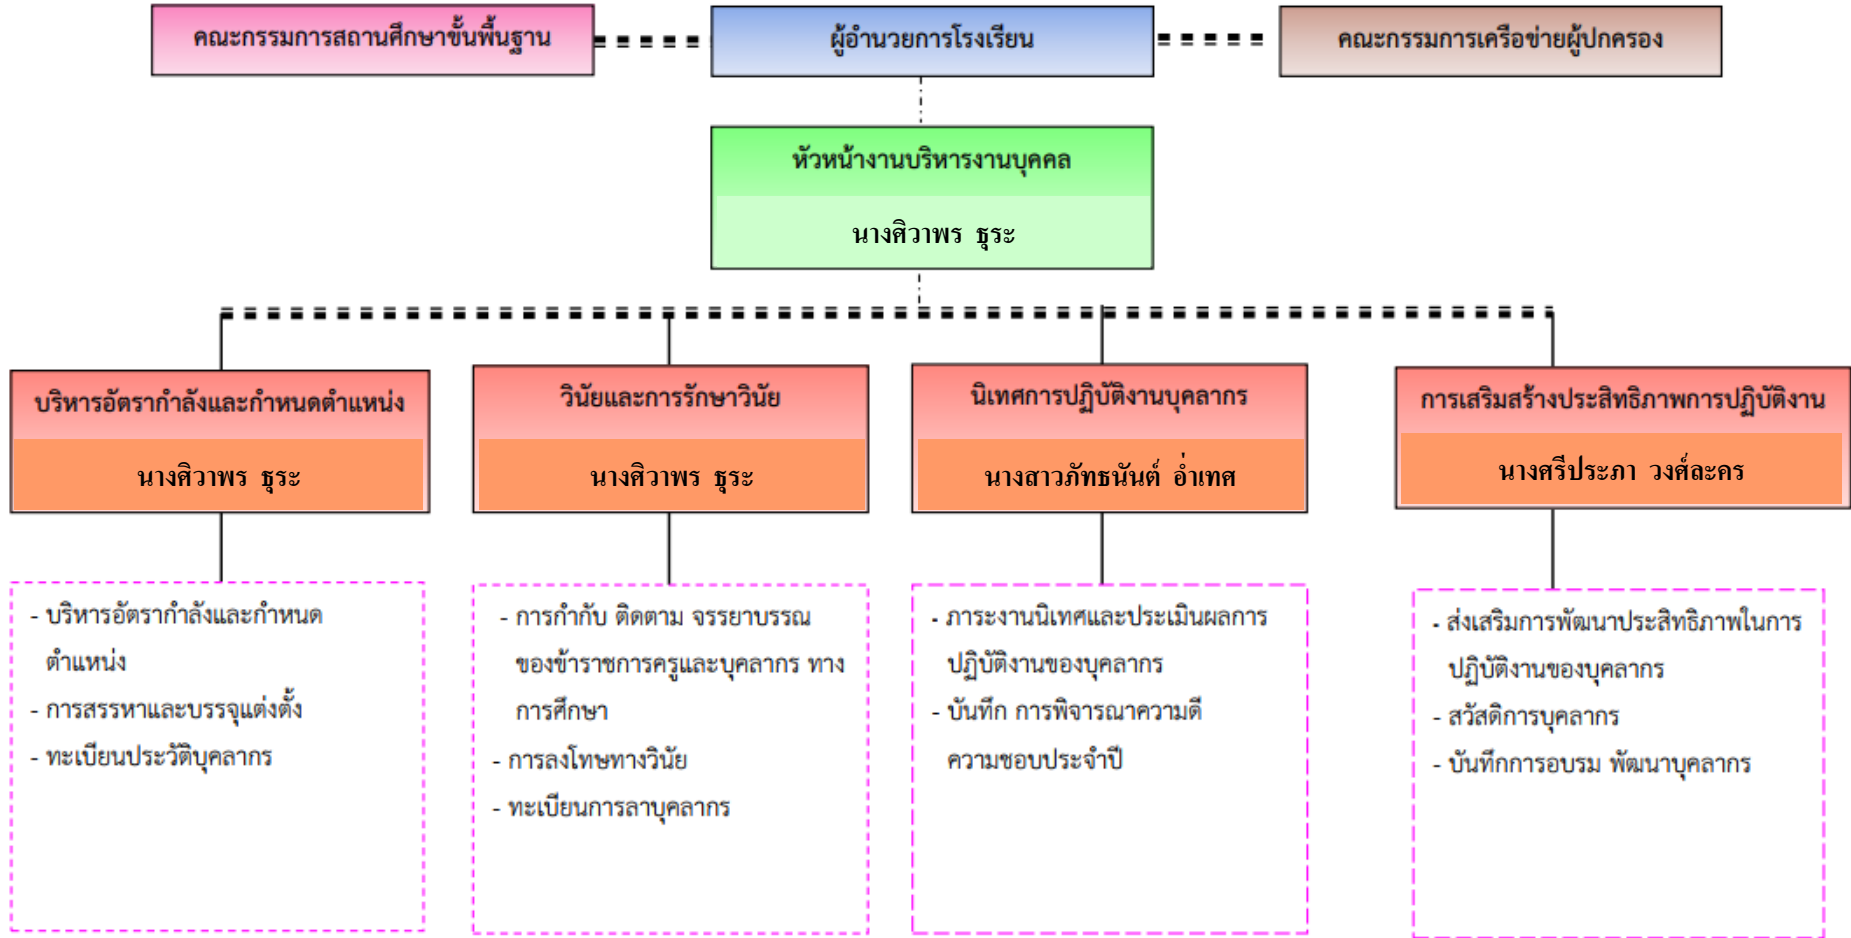 คณะกรรมการสถานศึกษาขั้นพื้นฐาน
ผู้อำนวยการโรงเรียน
คณะกรรมการเครือข่ายผู้ปกครอง
หัวหน้างานบริหารงานบุคคล
นางศิวาพร ธุระ
บริหารอัตรากำลังและกำหนดตำแหน่ง
นางศิวาพร ธุระ
- บริหารอัตรากำลังและกำหนด
ตำแหน่ง
- การสรรหาและบรรจุแต่งตั้ง
- ทะเบียนประวัติบุคลากร
วินัยและการรักษาวินัย
นางศิวาพร ธุระ
- การกำกับ ติดตาม จรรยาบรรณ
ของข้าราชการครูและบุคลากร ทาง
การศึกษา
- การลงโทษทางวินัย
- ทะเบียนการลาบุคลากร
นิเทศการปฏิบัติงานบุคลากร
นางสาวภัทธนันต์ อ่ำเทศ
- ภาระงานนิเทศและประเมินผลการ
ปฏิบัติงานของบุคลากร
- บันทึก การพิจารณาความดี
ความชอบประจำปี
การเสริมสร้างประสิทธิภาพการปฏิบัติงาน
นางศรีประภา วงศ์ละคร
- ส่งเสริมการพัฒนาประสิทธิภาพในการ
ปฏิบัติงานของบุคลากร
- สวัสดิการบุคลากร
- บันทึกการอบรม พัฒนาบุคลากร